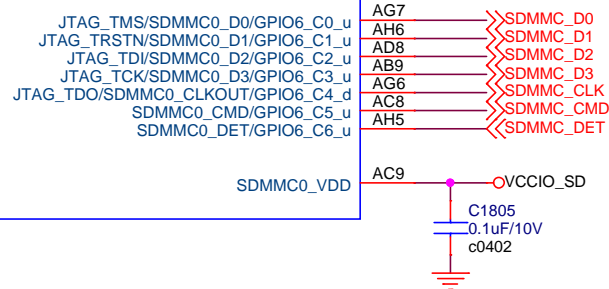 JTAG_TMS/SDMMC0_D0/GPIO6_C0_u AG7 SDMMC_D0
JTAG_TRSTN/SDMMC0_D1/GPIO6_C1_u AH6 SDMMC_D1
JTAG_TDI/SDMMC0_D2/GPIO6_C2_u AD8 SDMMC_D2
JTAG_TCK/SDMMC0_D3/GPIO6_C3_u AB9 SDMMC_D3
JTAG_TDO/SDMMC0_CLKOUT/GPIO6_C4_d AG6 SDMMC_CLK
SDMMC0_CMD/GPIO6_C5_u AC8 SDMMC_CMD
SDMMC0_DET/GPIO6_C6_u AH5 SDMMC_DET
SDMMC0_VDD AC9 VCCIO_SD
C1805
0.1uF/10V
c0402